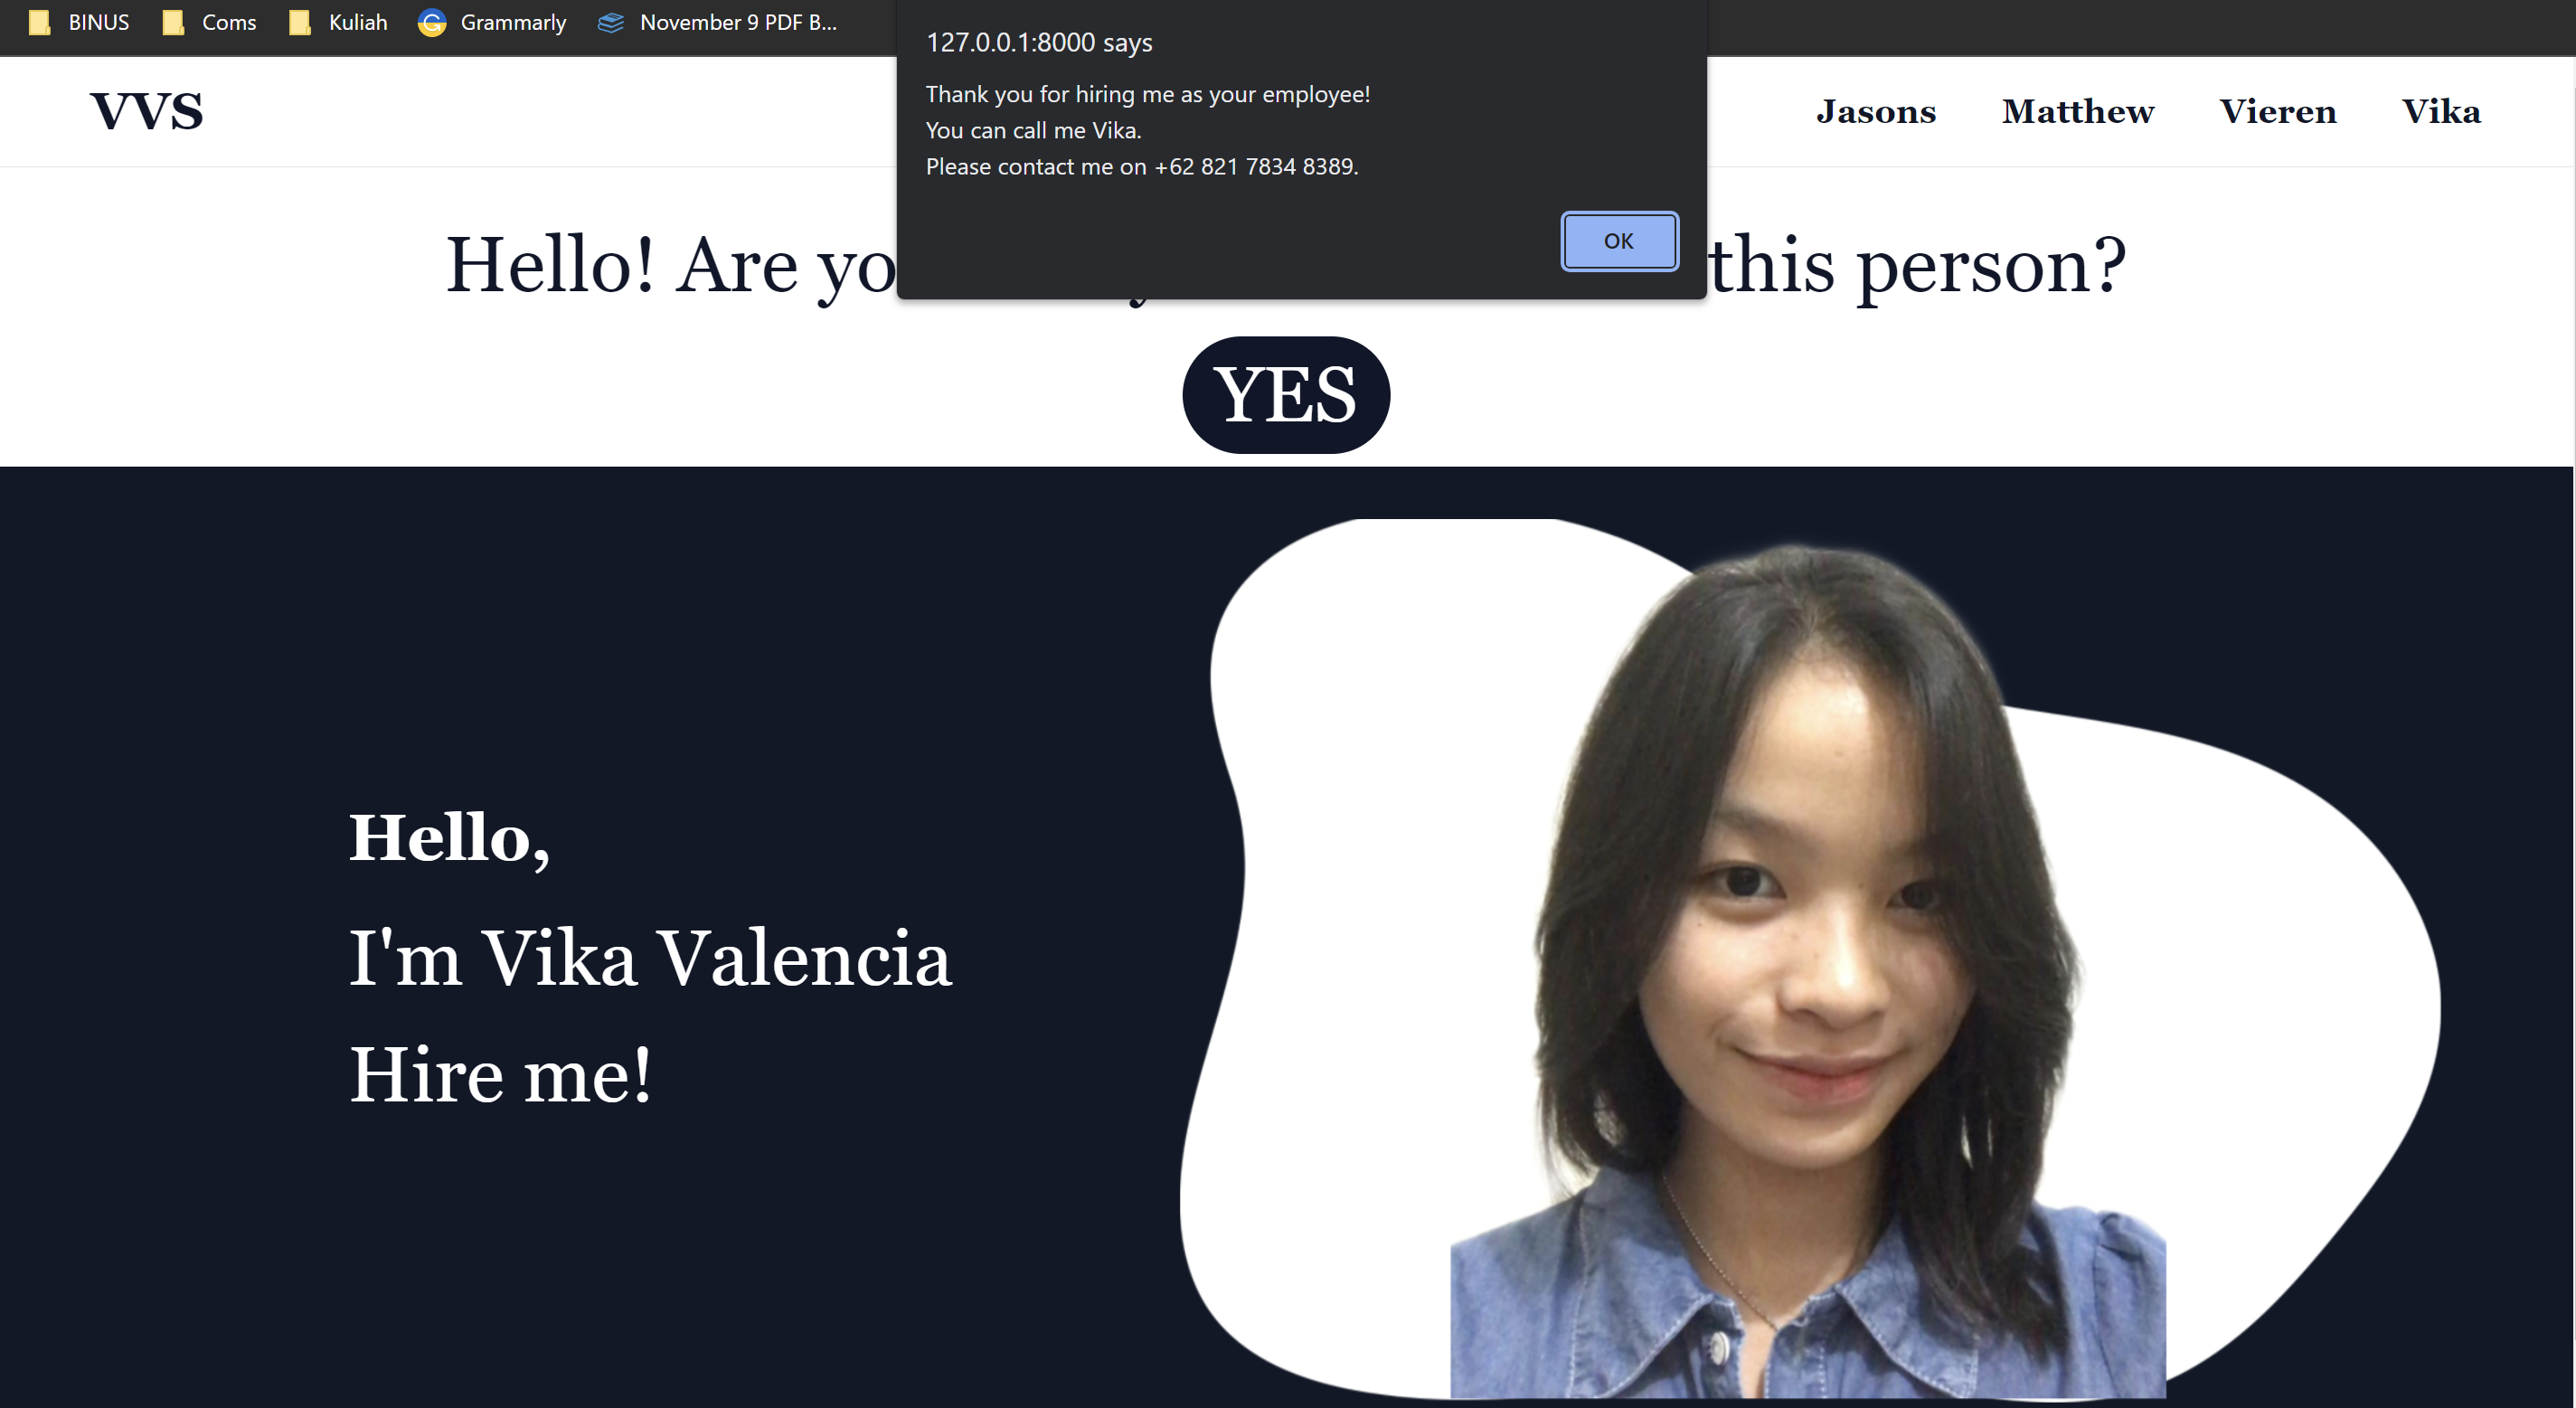 BINUS Coms Kuliah Grammarly November 9 PDF B...
127.0.0.1:8000 says
Thank you for hiring me as your employee!
You can call me Vika.
Please contact me on +62 821 7834 8389.
OK
VVS Jasons Matthew Vieren Vika
Hello! Are yo this person?
YES
Hello,
I'm Vika Valencia
Hire me!